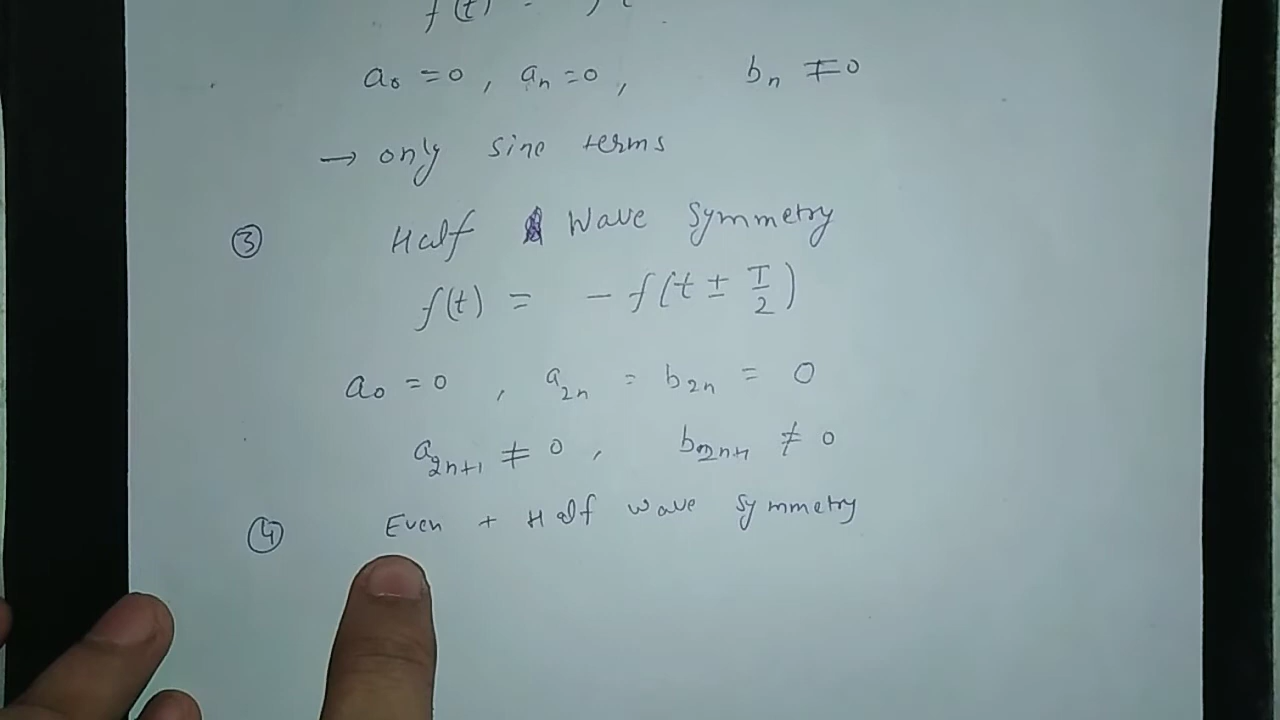 f(t)
a₀ = 0, aₙ = 0, bₙ ≠ 0
→ only sine terms
③ Half Wave Symmetry
f(t) = - f(t ± T/2)
a₀ = 0, a₂ₙ = b₂ₙ = 0
a₂ₙ₊₁ ≠ 0, b₂ₙ₊₁ ≠ 0
④ Even + Half wave symmetry